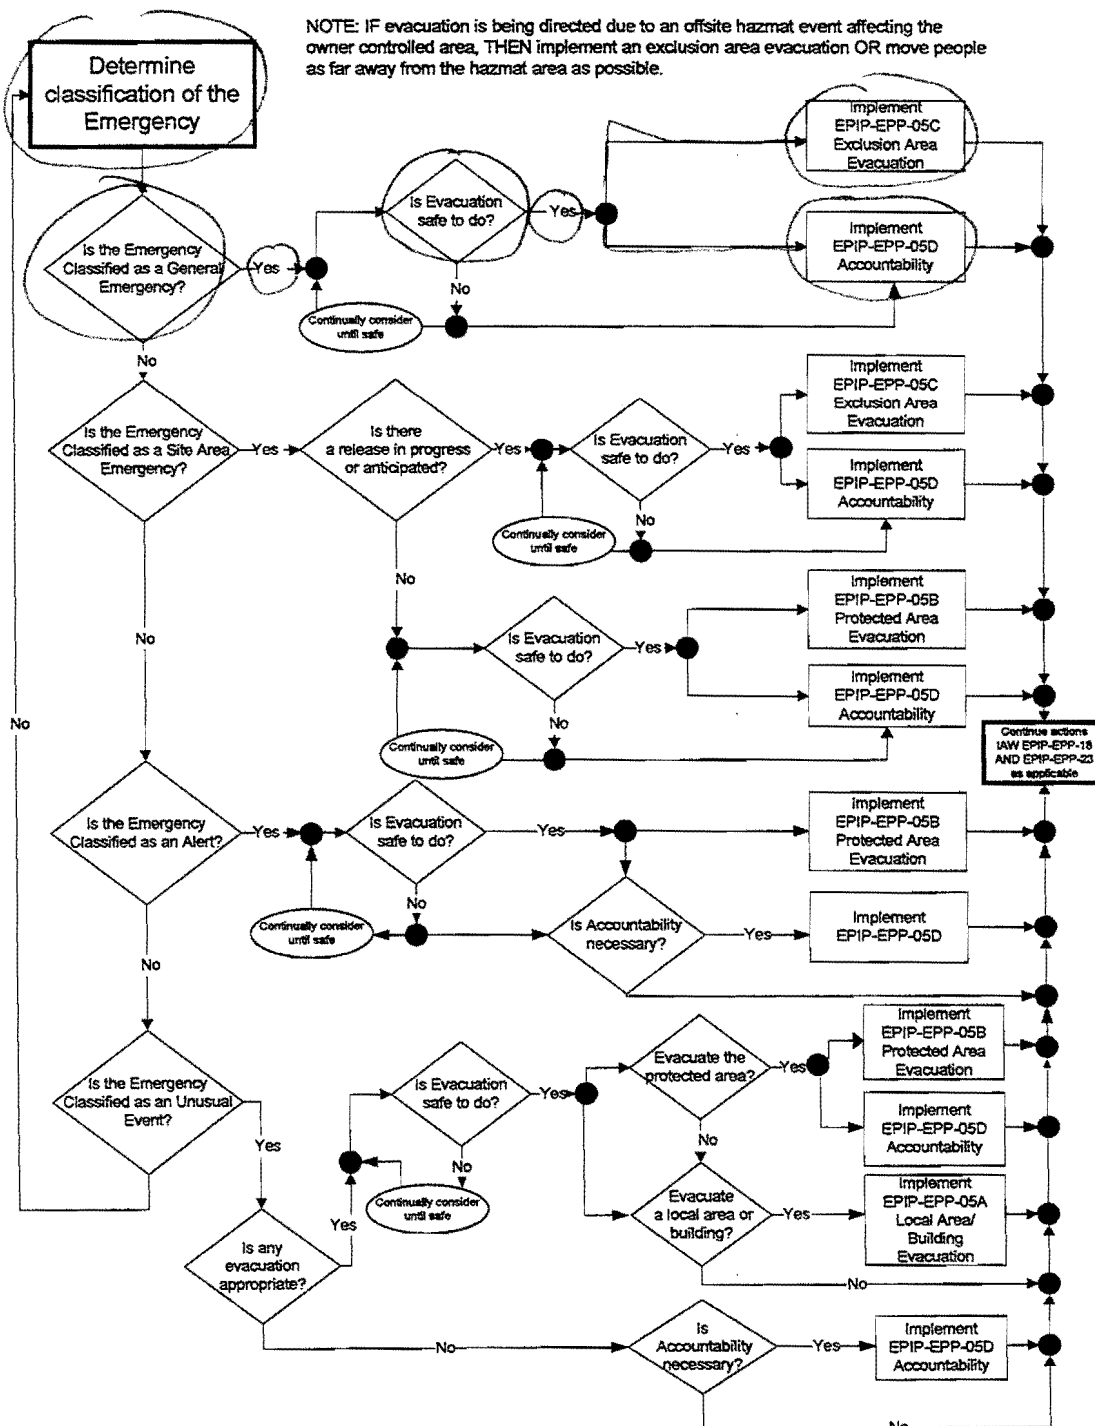 NOTE: IF evacuation is being directed due to an offsite hazmat event affecting the
owner controlled area, THEN implement an exclusion area evacuation OR move people
as far away from the hazmat area as possible.
Determine
classification of the
Emergency
Implement
EPIP-EPP-05C
Exclusion Area
Evacuation
Is Evacuation
safe to do?
Yes
Implement
EPIP-EPP-05D
Accountability
Is the Emergency
Classified as a General
Emergency?
Yes
No
Continually consider
until safe
No
Implement
EPIP-EPP-05C
Exclusion Area
Evacuation
Is the Emergency
Classified as a Site Area
Emergency?
Yes
Is there
a release in progress
or anticipated?
Yes
Is Evacuation
safe to do?
Yes
Implement
EPIP-EPP-05D
Accountability
No
Continually consider
until safe
No
Implement
EPIP-EPP-05B
Protected Area
Evacuation
No
Is Evacuation
safe to do?
Yes
Implement
EPIP-EPP-05D
Accountability
No
No
Continually consider
until safe
Continue actions
IAW EPIP-EPP-18
AND EPIP-EPP-23
as applicable
Is the Emergency
Classified as an Alert?
Yes
Is Evacuation
safe to do?
Yes
Implement
EPIP-EPP-05B
Protected Area
Evacuation
No
Continually consider
until safe
Is Accountability
necessary?
Yes
Implement
EPIP-EPP-05D
No
Implement
EPIP-EPP-05B
Protected Area
Evacuation
Is the Emergency
Classified as an Unusual
Event?
Is Evacuation
safe to do?
Yes
Evacuate the
protected area?
Yes
Implement
EPIP-EPP-05D
Accountability
Yes
No
No
Continually consider
until safe
Evacuate
a local area or
building?
Yes
Implement
EPIP-EPP-05A
Local Area/
Building
Evacuation
Yes
Is any
evacuation
appropriate?
No
No
Is
Accountability
necessary?
Yes
Implement
EPIP-EPP-05D
Accountability
No